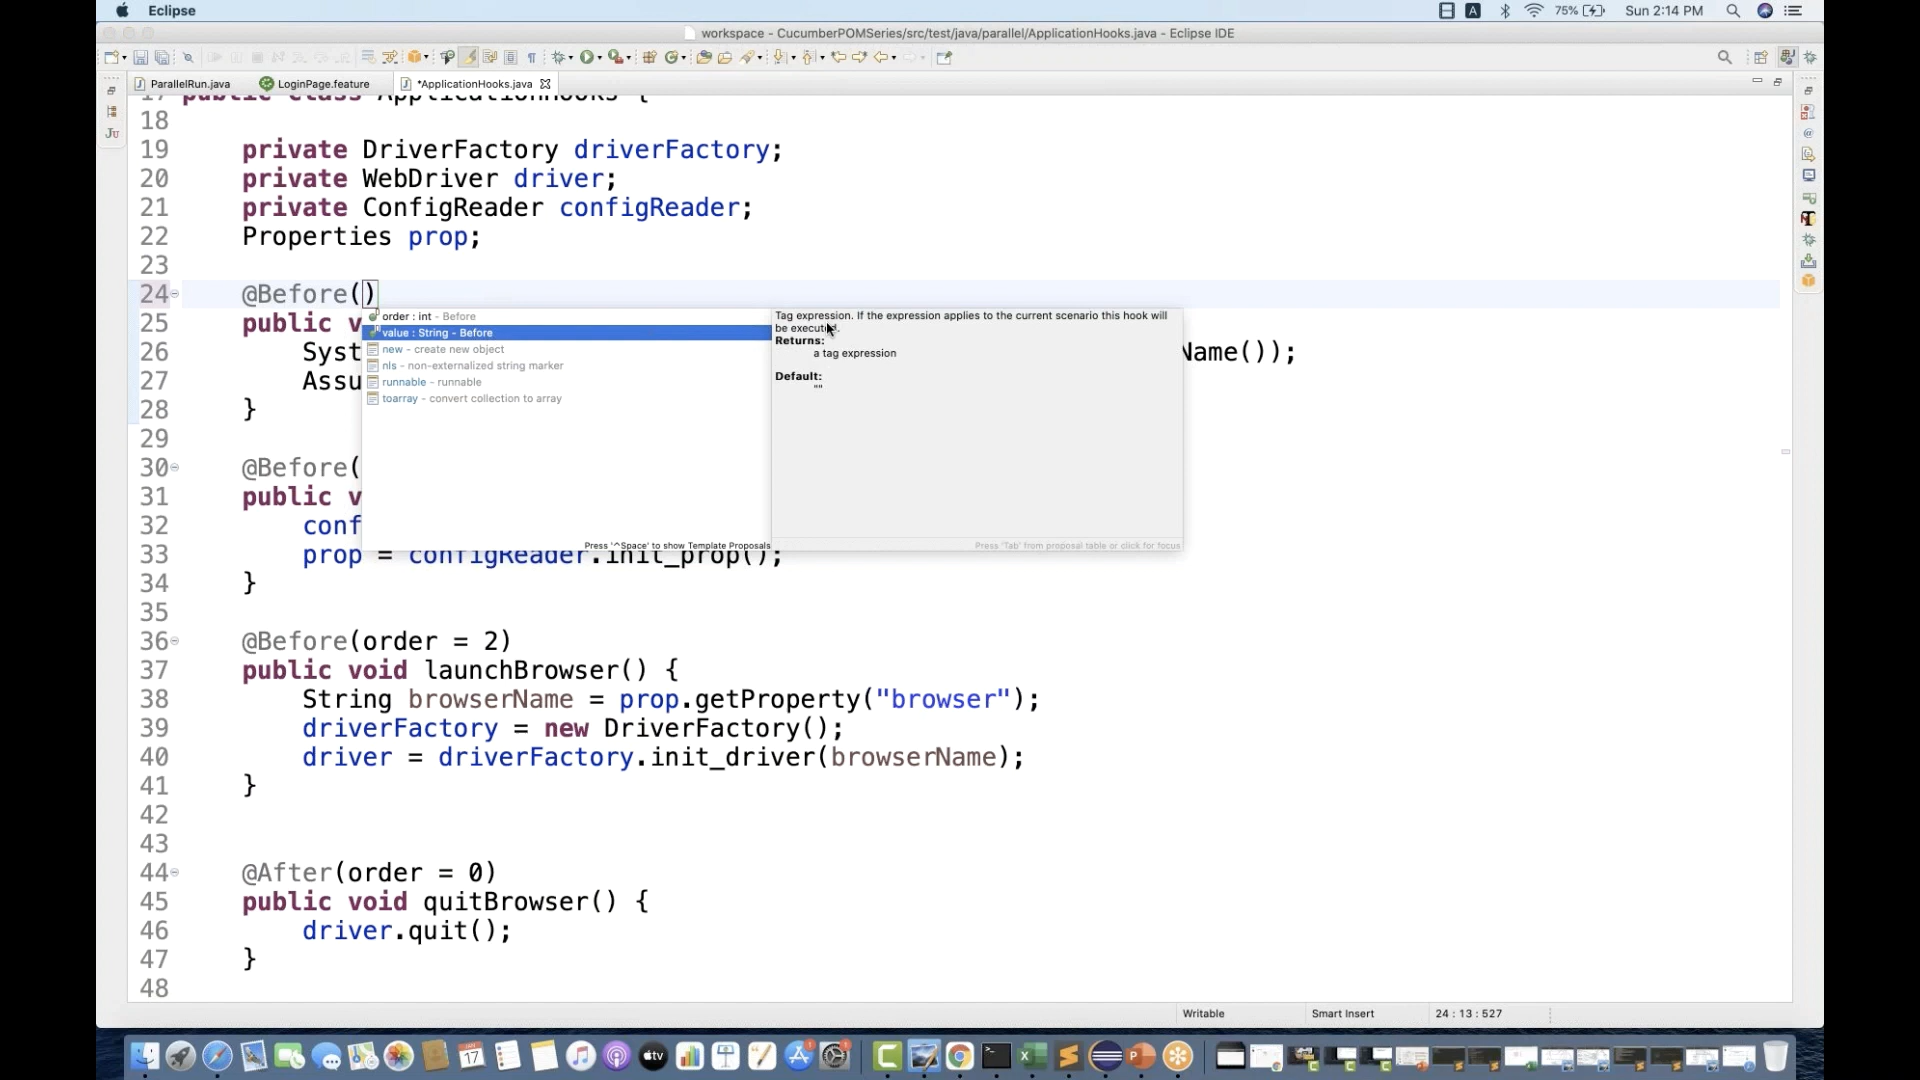 Eclipse
75%
Sun 2:14 PM
workspace - CucumberPOMSeries/src/test/java/parallel/ApplicationHooks.java - Eclipse IDE
ParallelRun.java
LoginPage.feature
*ApplicationHooks.java
17 public class ApplicationHooks {
18
19 private DriverFactory driverFactory;
20 private WebDriver driver;
21 private ConfigReader configReader;
22 Properties prop;
23
24 @Before()
25 public v
26 Syst Name());
27 Assu
28 }
29
30 @Before(
31 public v
32 conf
33 prop = configReader.init_prop();
34 }
35
36 @Before(order = 2)
37 public void launchBrowser() {
38 String browserName = prop.getProperty("browser");
39 driverFactory = new DriverFactory();
40 driver = driverFactory.init_driver(browserName);
41 }
42
43
44 @After(order = 0)
45 public void quitBrowser() {
46 driver.quit();
47 }
48
order : int - Before
value : String - Before
new - create new object
nls - non-externalized string marker
runnable - runnable
toarray - convert collection to array
Press '^Space' to show Template Proposals
Tag expression. If the expression applies to the current scenario this hook will
be executed.
Returns:
a tag expression
Default:
""
Press 'Tab' from proposal table or click for focus
Writable
Smart Insert
24 : 13 : 527